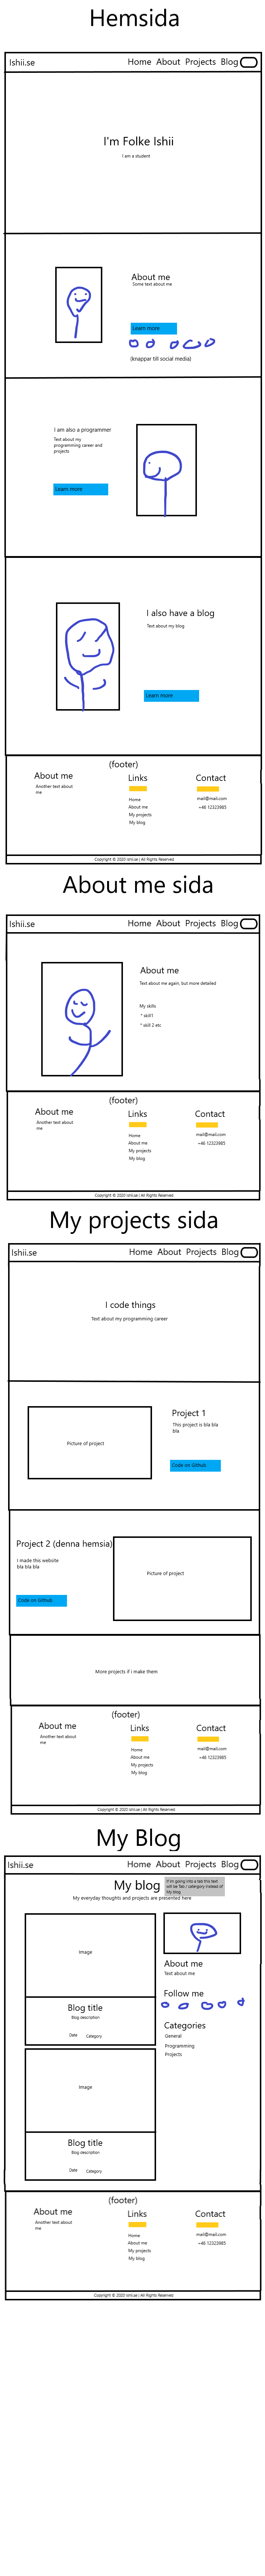 Hemsida
Ishii.se
Home About Projects Blog
I'm Folke Ishii
I am a student
About me
Some text about me
Learn more
(knappar till social media)
I am also a programmer
Text about my
programming career and
projects
Learn more
I also have a blog
Text about my blog
Learn more
(footer)
About me
Another text about
me
Links
Home
About me
My projects
My blog
Contact
mail@mail.com
+46 12323985
Copyright © 2020 Ishii.se | All Rights Reserved
About me sida
Ishii.se
Home About Projects Blog
About me
Text about me again, but more detailed
My skills
* skill1
* skill 2 etc
(footer)
About me
Another text about
me
Links
Home
About me
My projects
My blog
Contact
mail@mail.com
+46 12323985
Copyright © 2020 Ishii.se | All Rights Reserved
My projects sida
Ishii.se
Home About Projects Blog
I code things
Text about my programming career
Picture of project
Project 1
This project is bla bla
bla
Code on Github
Project 2 (denna hemsia)
I made this website
bla bla bla
Code on Github
Picture of project
More projects if i make them
(footer)
About me
Another text about
me
Links
Home
About me
My projects
My blog
Contact
mail@mail.com
+46 12323985
Copyright © 2020 Ishii.se | All Rights Reserved
My Blog
Ishii.se
Home About Projects Blog
My blog
If im going into a tab this text
will be Tab / catergory instead of
My blog
My everyday thoughts and projects are presented here
Image
Blog title
Blog description
Date Category
Image
Blog title
Blog description
Date Category
About me
Text about me
Follow me
Categories
General
Programming
Projects
(footer)
About me
Another text about
me
Links
Home
About me
My projects
My blog
Contact
mail@mail.com
+46 12323985
Copyright © 2020 Ishii.se | All Rights Reserved